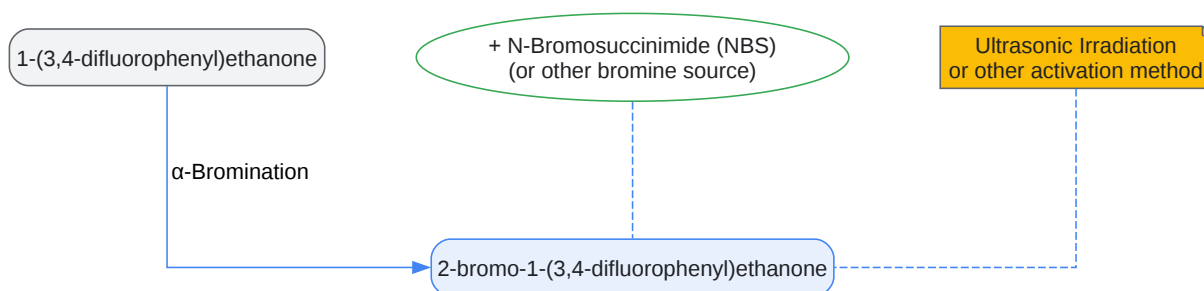 1-(3,4-difluorophenyl)ethanone
+ N-Bromosuccinimide (NBS)
(or other bromine source)
Ultrasonic Irradiation
or other activation method
α-Bromination
2-bromo-1-(3,4-difluorophenyl)ethanone